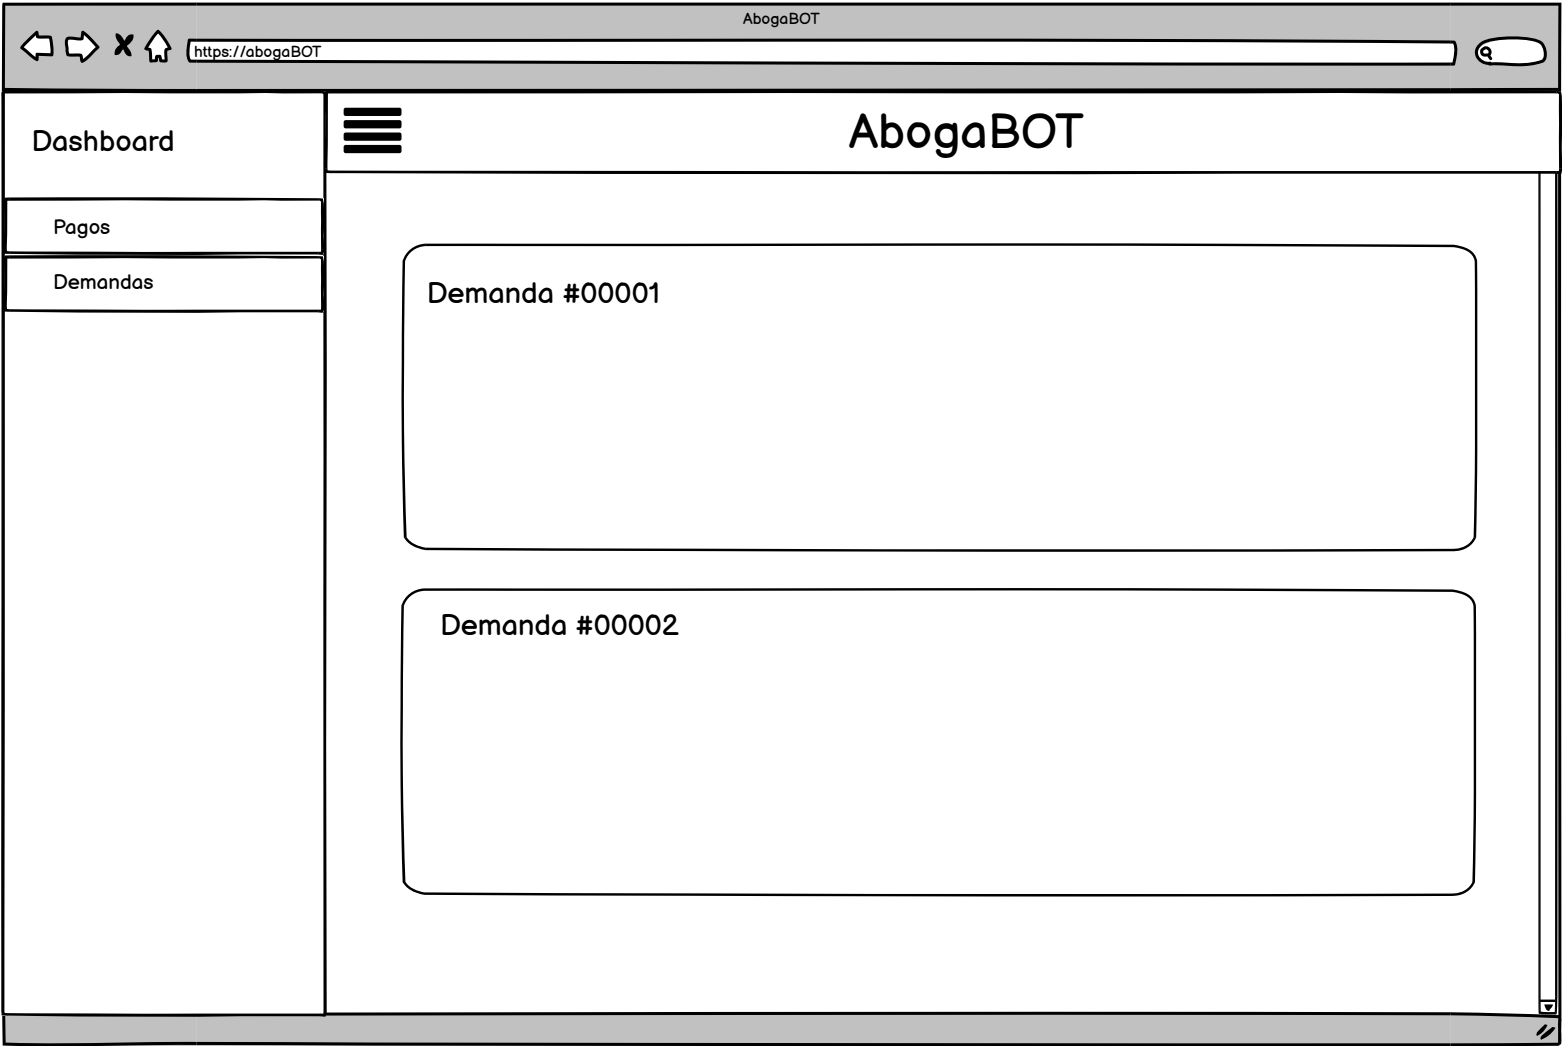 AbogaBOT
https://abogaBOT
Dashboard
AbogaBOT
Pagos
Demandas
Demanda #00001
Demanda #00002